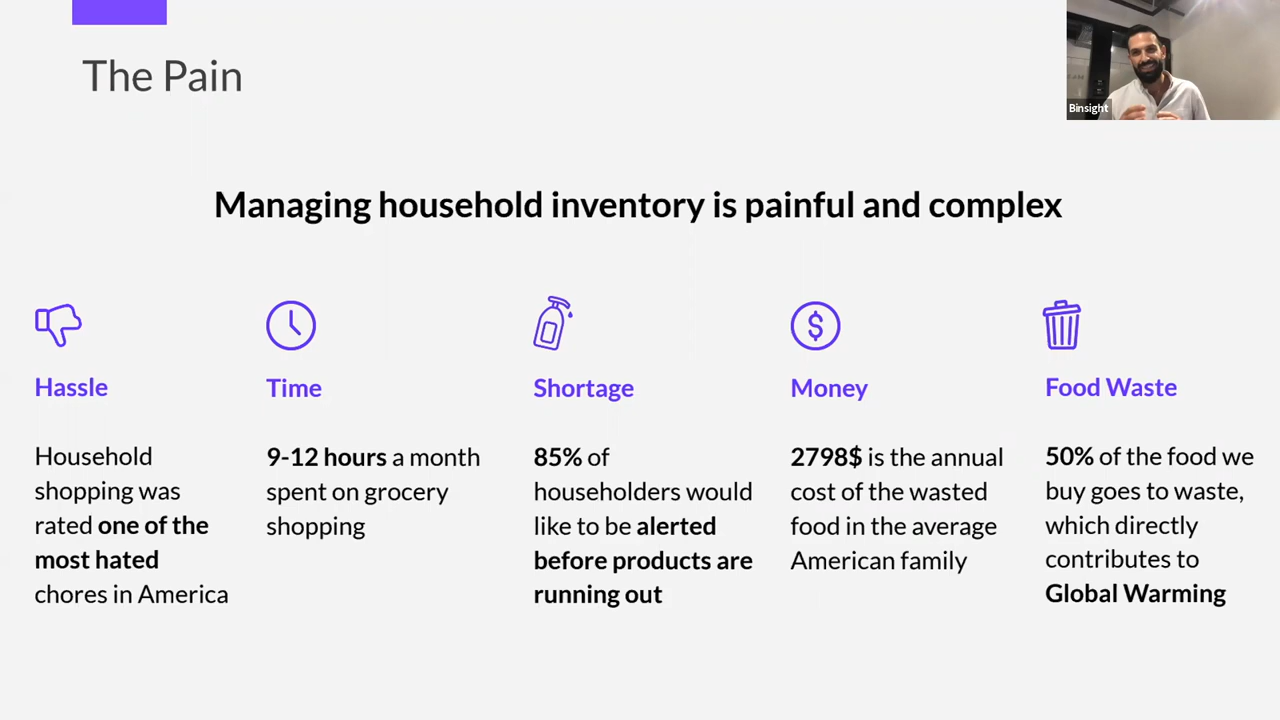 The Pain
Binsight
Managing household inventory is painful and complex
Hassle
Household
shopping was
rated one of the
most hated
chores in America
Time
9-12 hours a month
spent on grocery
shopping
Shortage
85% of
householders would
like to be alerted
before products are
running out
Money
2798$ is the annual
cost of the wasted
food in the average
American family
Food Waste
50% of the food we
buy goes to waste,
which directly
contributes to
Global Warming